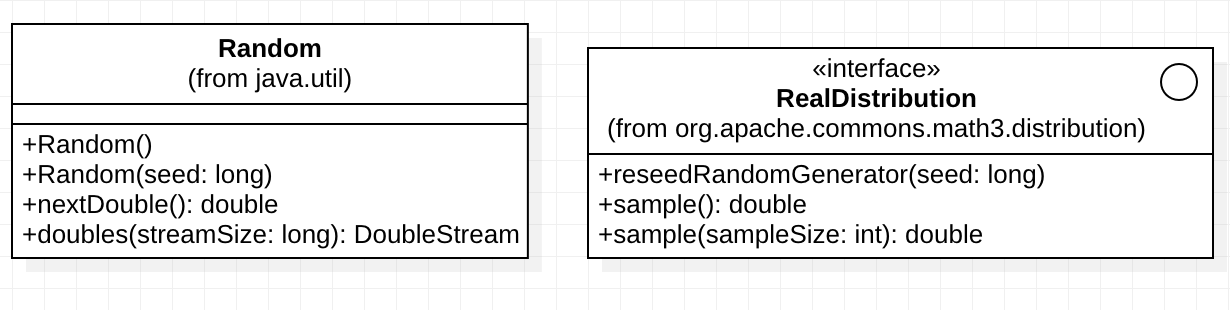 Random
(from java.util)
+Random()
+Random(seed: long)
+nextDouble(): double
+doubles(streamSize: long): DoubleStream
«interface»
RealDistribution
(from org.apache.commons.math3.distribution)
+reseedRandomGenerator(seed: long)
+sample(): double
+sample(sampleSize: int): double